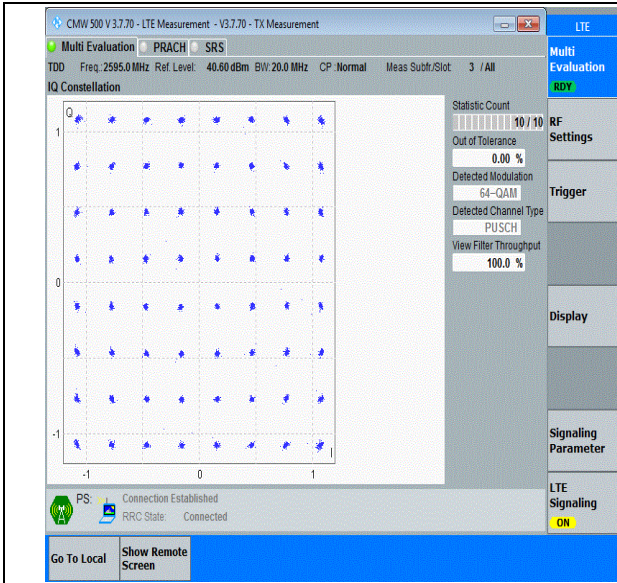 CMW 500 V 3.7.70 - LTE Measurement - V3.7.70 - TX Measurement
LTE
Multi Evaluation PRACH SRS
TDD Freq.:2595.0 MHz Ref. Level: 40.60 dBm BW:20.0 MHz CP :Normal Meas Subfr./Slot: 3 / All
IQ Constellation
Q
1
0
-1
-1 0 1
I
Statistic Count
10 / 10
Out of Tolerance
0.00 %
Detected Modulation
64-QAM
Detected Channel Type
PUSCH
View Filter Throughput
100.0 %
Multi
Evaluation
RDY
RF
Settings
Trigger
Display
Signaling
Parameter
LTE
Signaling
ON
PS: Connection Established
RRC State: Connected
Go To Local
Show Remote
Screen